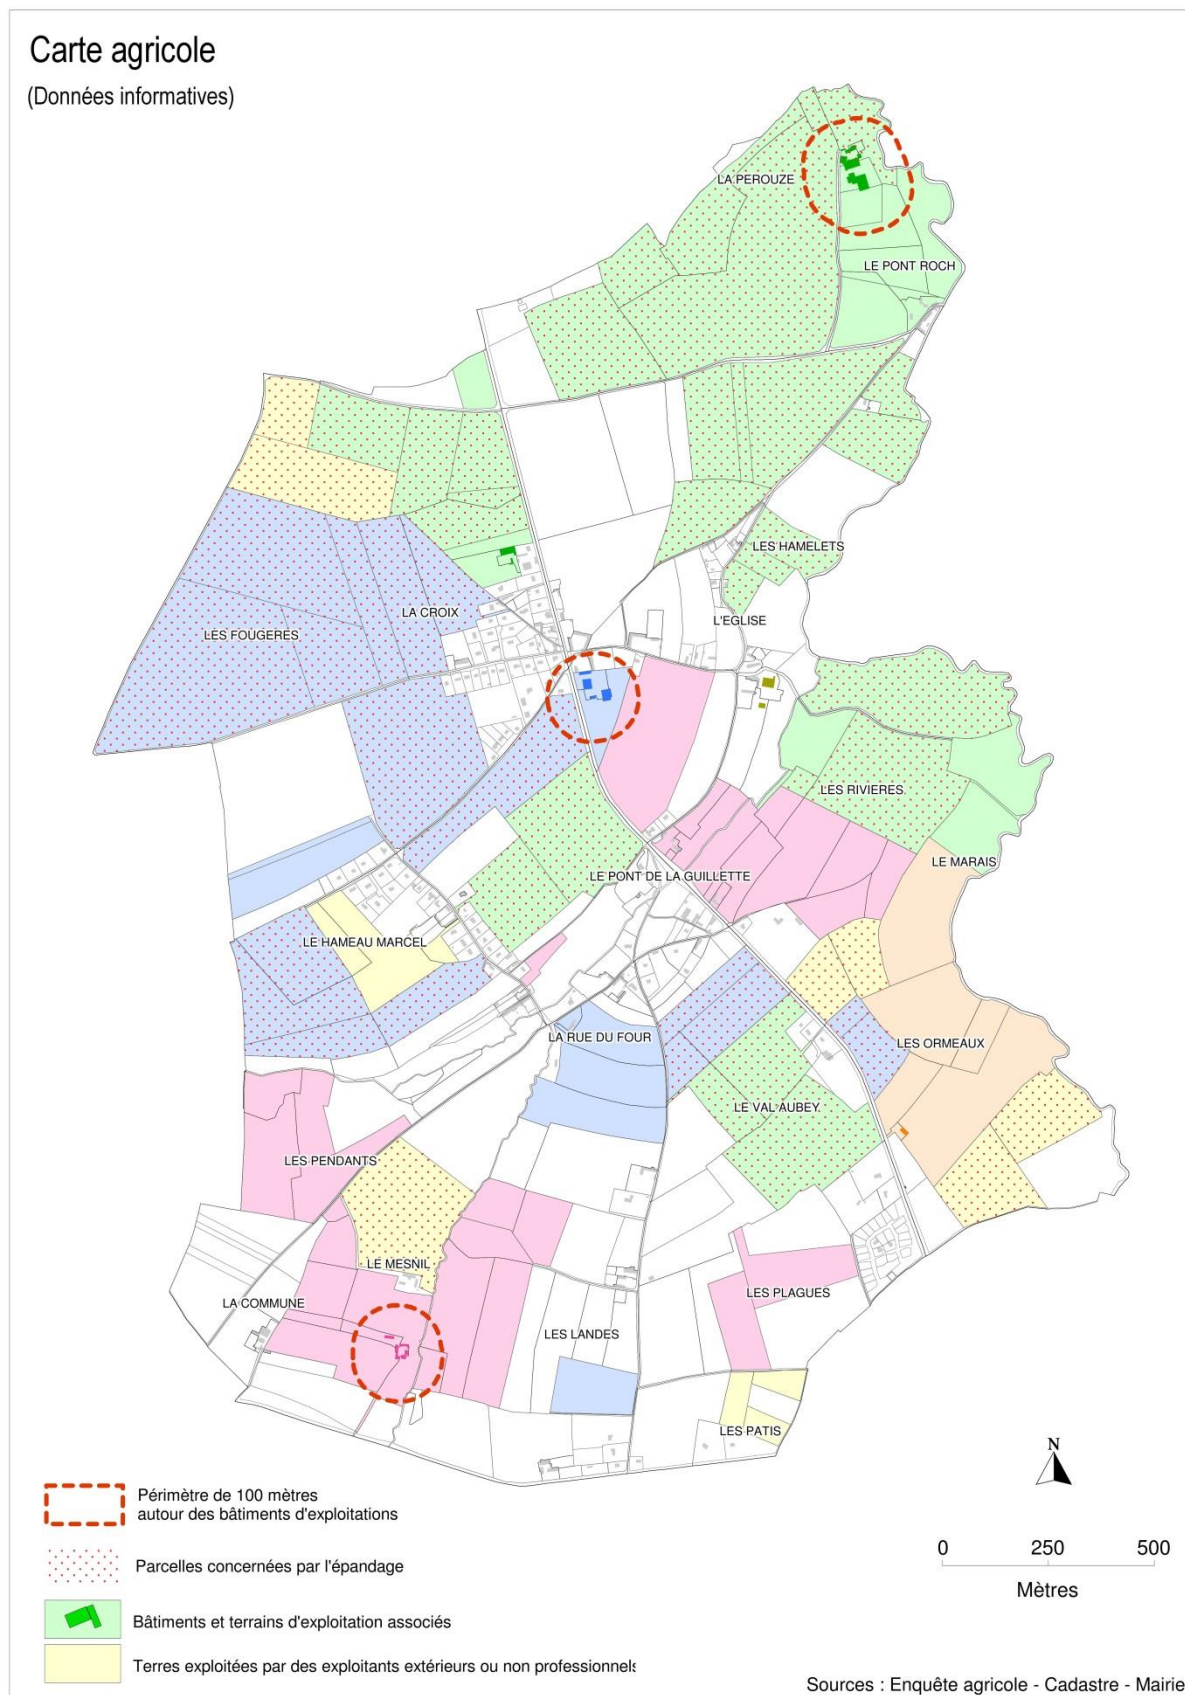 Carte agricole
(Données informatives)
LA PEROUZE
LE PONT ROCH
LES HAMELETS
LA CROIX
L'EGLISE
LES FOUGERES
LES RIVIERES
LE MARAIS
LE PONT DE LA GUILLETTE
LE HAMEAU MARCEL
LA RUE DU FOUR
LES ORMEAUX
LE VAL AUBEY
LES PENDANTS
LE MESNIL
LES PLAGUES
LA COMMUNE
LES LANDES
LES PATIS
N
Périmètre de 100 mètres
autour des bâtiments d'exploitations
Parcelles concernées par l'épandage
Bâtiments et terrains d'exploitation associés
Terres exploitées par des exploitants extérieurs ou non professionnels
0 250 500
Mètres
Sources : Enquête agricole - Cadastre - Mairie